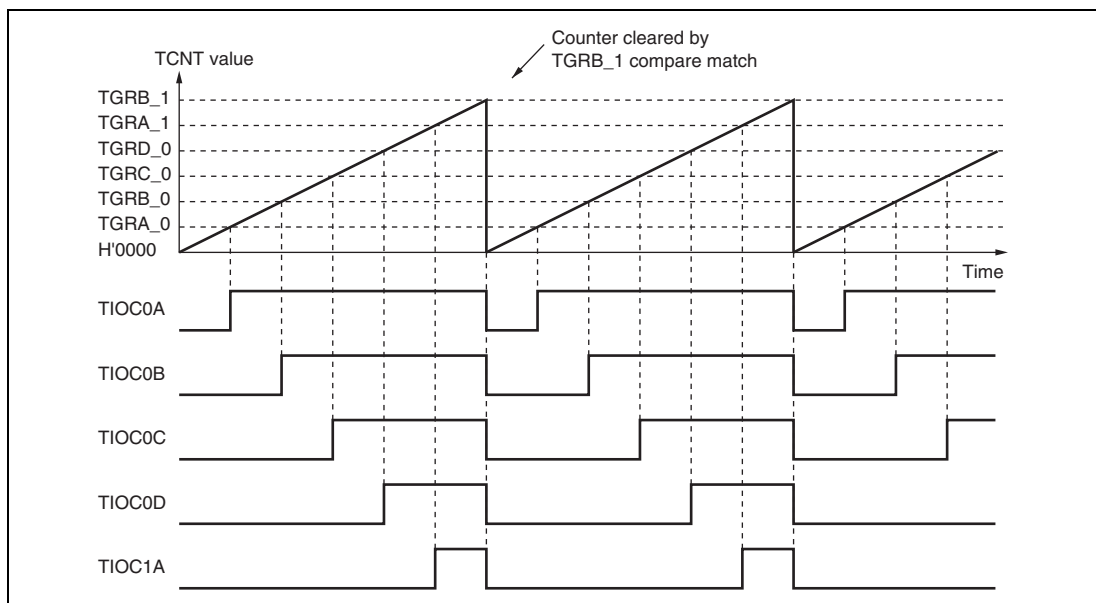 Counter cleared by
TGRB_1 compare match
TCNT value
TGRB_1
TGRA_1
TGRD_0
TGRC_0
TGRB_0
TGRA_0
H'0000
Time
TIOC0A
TIOC0B
TIOC0C
TIOC0D
TIOC1A